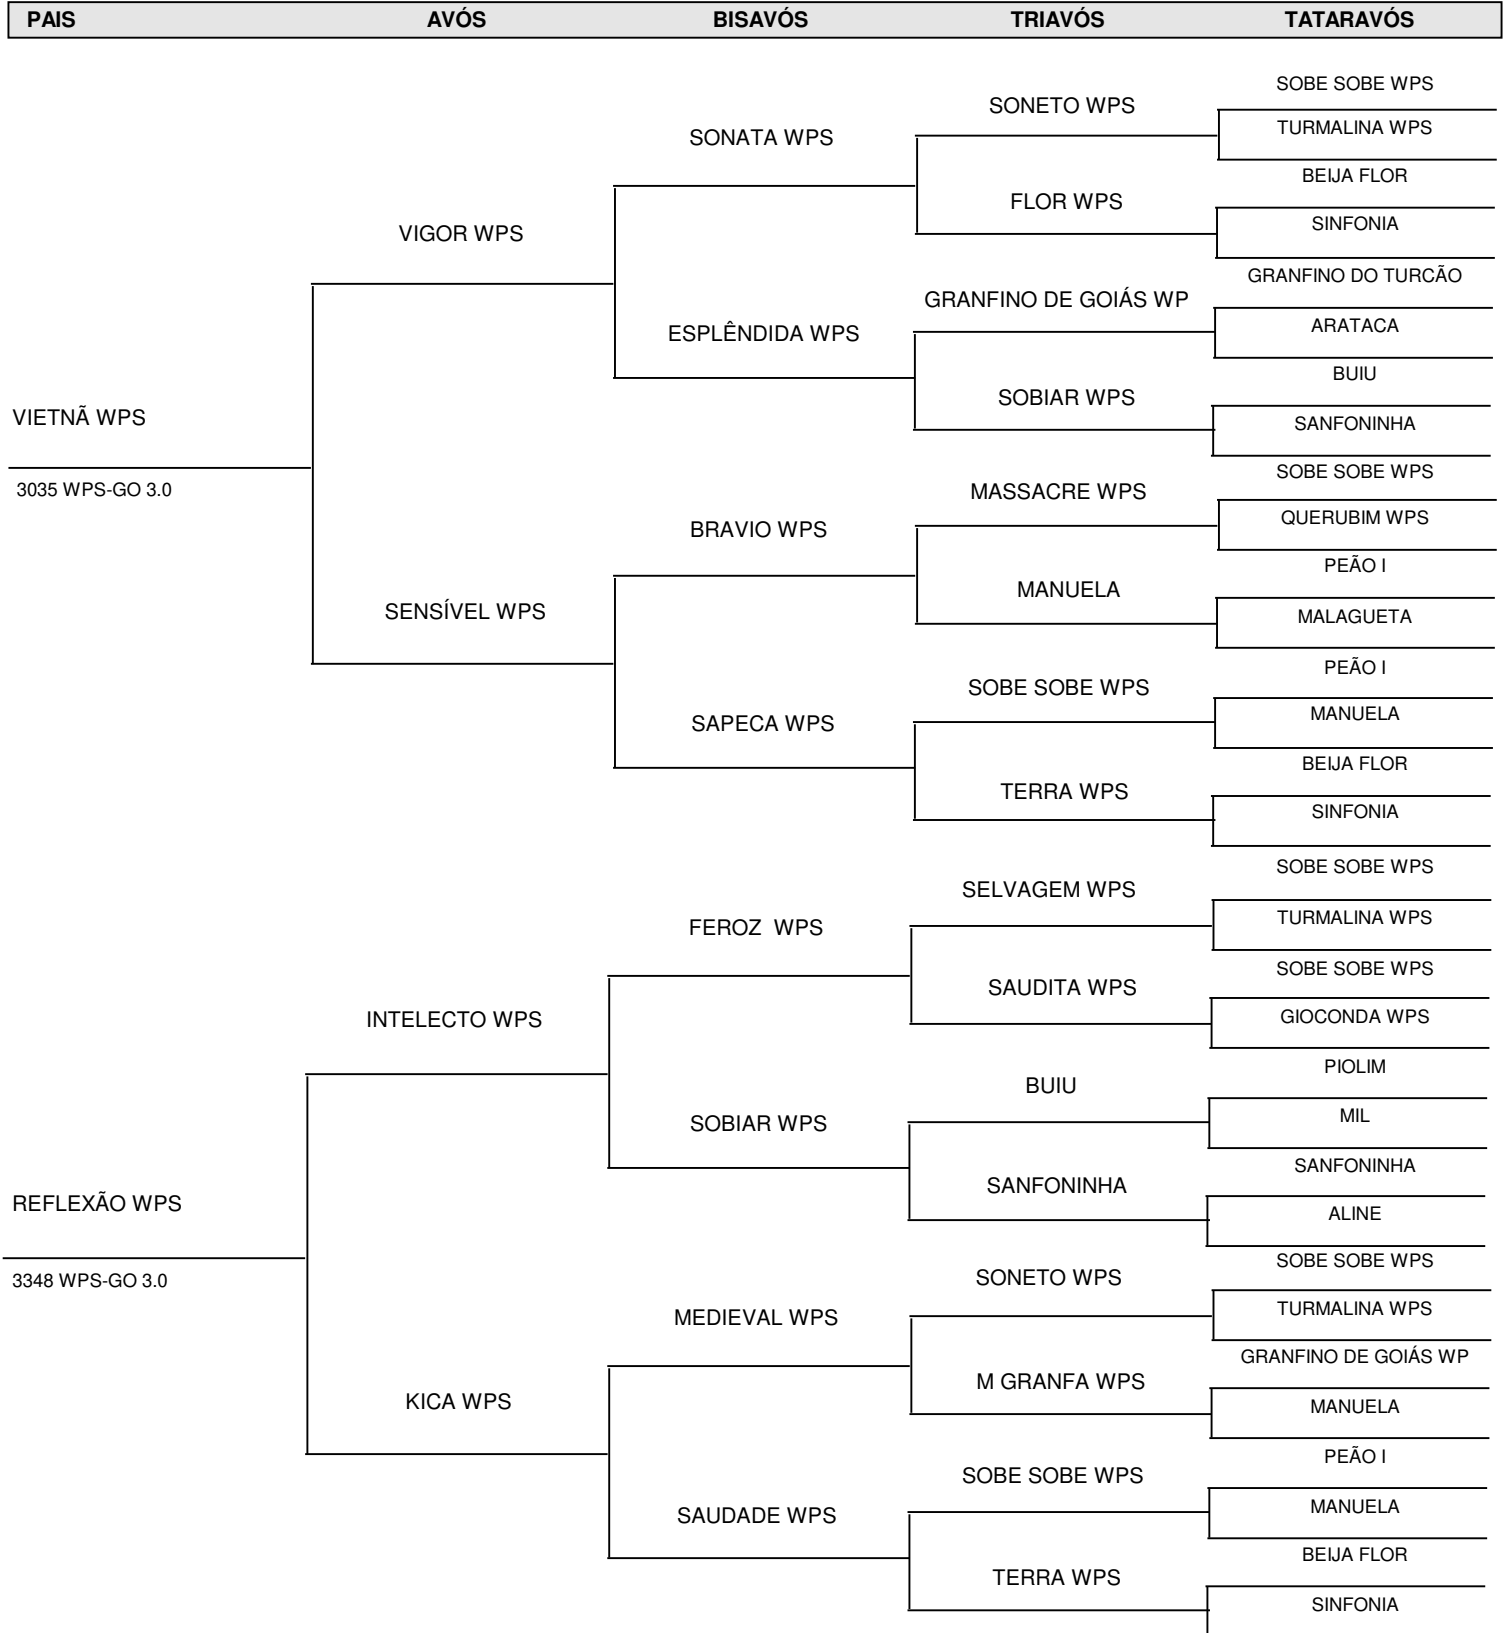 PAIS AVÓS BISAVÓS TRIAVÓS TATARAVÓS
SOBE SOBE WPS
SONETO WPS
TURMALINA WPS
SONATA WPS
BEIJA FLOR
FLOR WPS
SINFONIA
VIGOR WPS
GRANFINO DO TURCÃO
GRANFINO DE GOIÁS WP
ARATACA
ESPLÊNDIDA WPS
BUIU
SOBIAR WPS
VIETNÃ WPS
SANFONINHA
SOBE SOBE WPS
3035 WPS-GO 3.0
MASSACRE WPS
QUERUBIM WPS
BRAVIO WPS
PEÃO I
MANUELA
SENSÍVEL WPS
MALAGUETA
PEÃO I
SOBE SOBE WPS
MANUELA
SAPECA WPS
BEIJA FLOR
TERRA WPS
SINFONIA
SOBE SOBE WPS
SELVAGEM WPS
TURMALINA WPS
FEROZ WPS
SOBE SOBE WPS
SAUDITA WPS
INTELECTO WPS
GIOCONDA WPS
PIOLIM
BUIU
MIL
SOBIAR WPS
SANFONINHA
SANFONINHA
REFLEXÃO WPS
ALINE
SOBE SOBE WPS
3348 WPS-GO 3.0
SONETO WPS
TURMALINA WPS
MEDIEVAL WPS
GRANFINO DE GOIÁS WP
M GRANFA WPS
KICA WPS
MANUELA
PEÃO I
SOBE SOBE WPS
MANUELA
SAUDADE WPS
BEIJA FLOR
TERRA WPS
SINFONIA